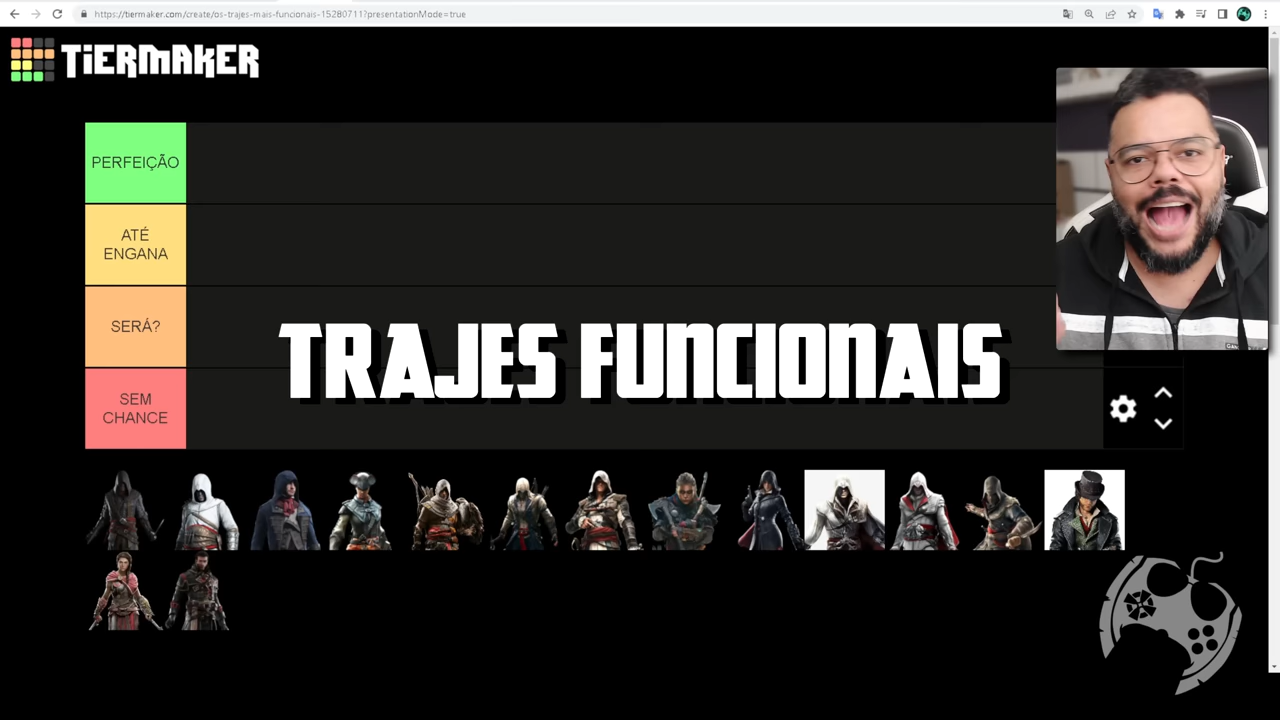 https://tiermaker.com/create/os-trajes-mais-funcionais-15280711?presentationMode=true
TIERMAKER
PERFEIÇÃO
ATÉ
ENGANA
SERÁ?
SEM
CHANCE
TRAJES FUNCIONAIS